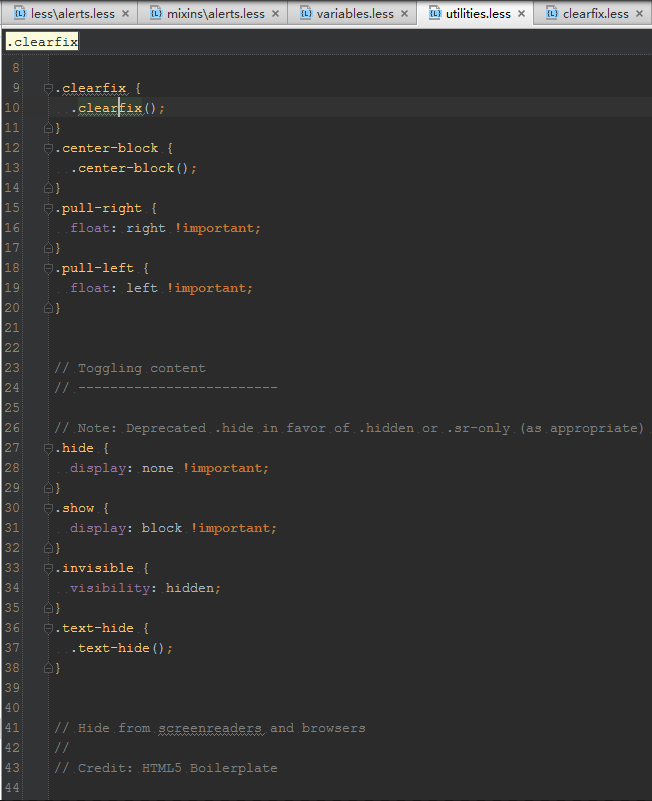 less\alerts.less × mixins\alerts.less × variables.less × utilities.less × clearfix.less ×
.clearfix
8
9 .clearfix {
10 .clearfix();
11 }
12 .center-block {
13 .center-block();
14 }
15 .pull-right {
16 float: right !important;
17 }
18 .pull-left {
19 float: left !important;
20 }
21
22
23 // Toggling content
24 // -------------------------
25
26 // Note: Deprecated .hide in favor of .hidden or .sr-only (as appropriate)
27 .hide {
28 display: none !important;
29 }
30 .show {
31 display: block !important;
32 }
33 .invisible {
34 visibility: hidden;
35 }
36 .text-hide {
37 .text-hide();
38 }
39
40
41 // Hide from screenreaders and browsers
42 //
43 // Credit: HTML5 Boilerplate
44